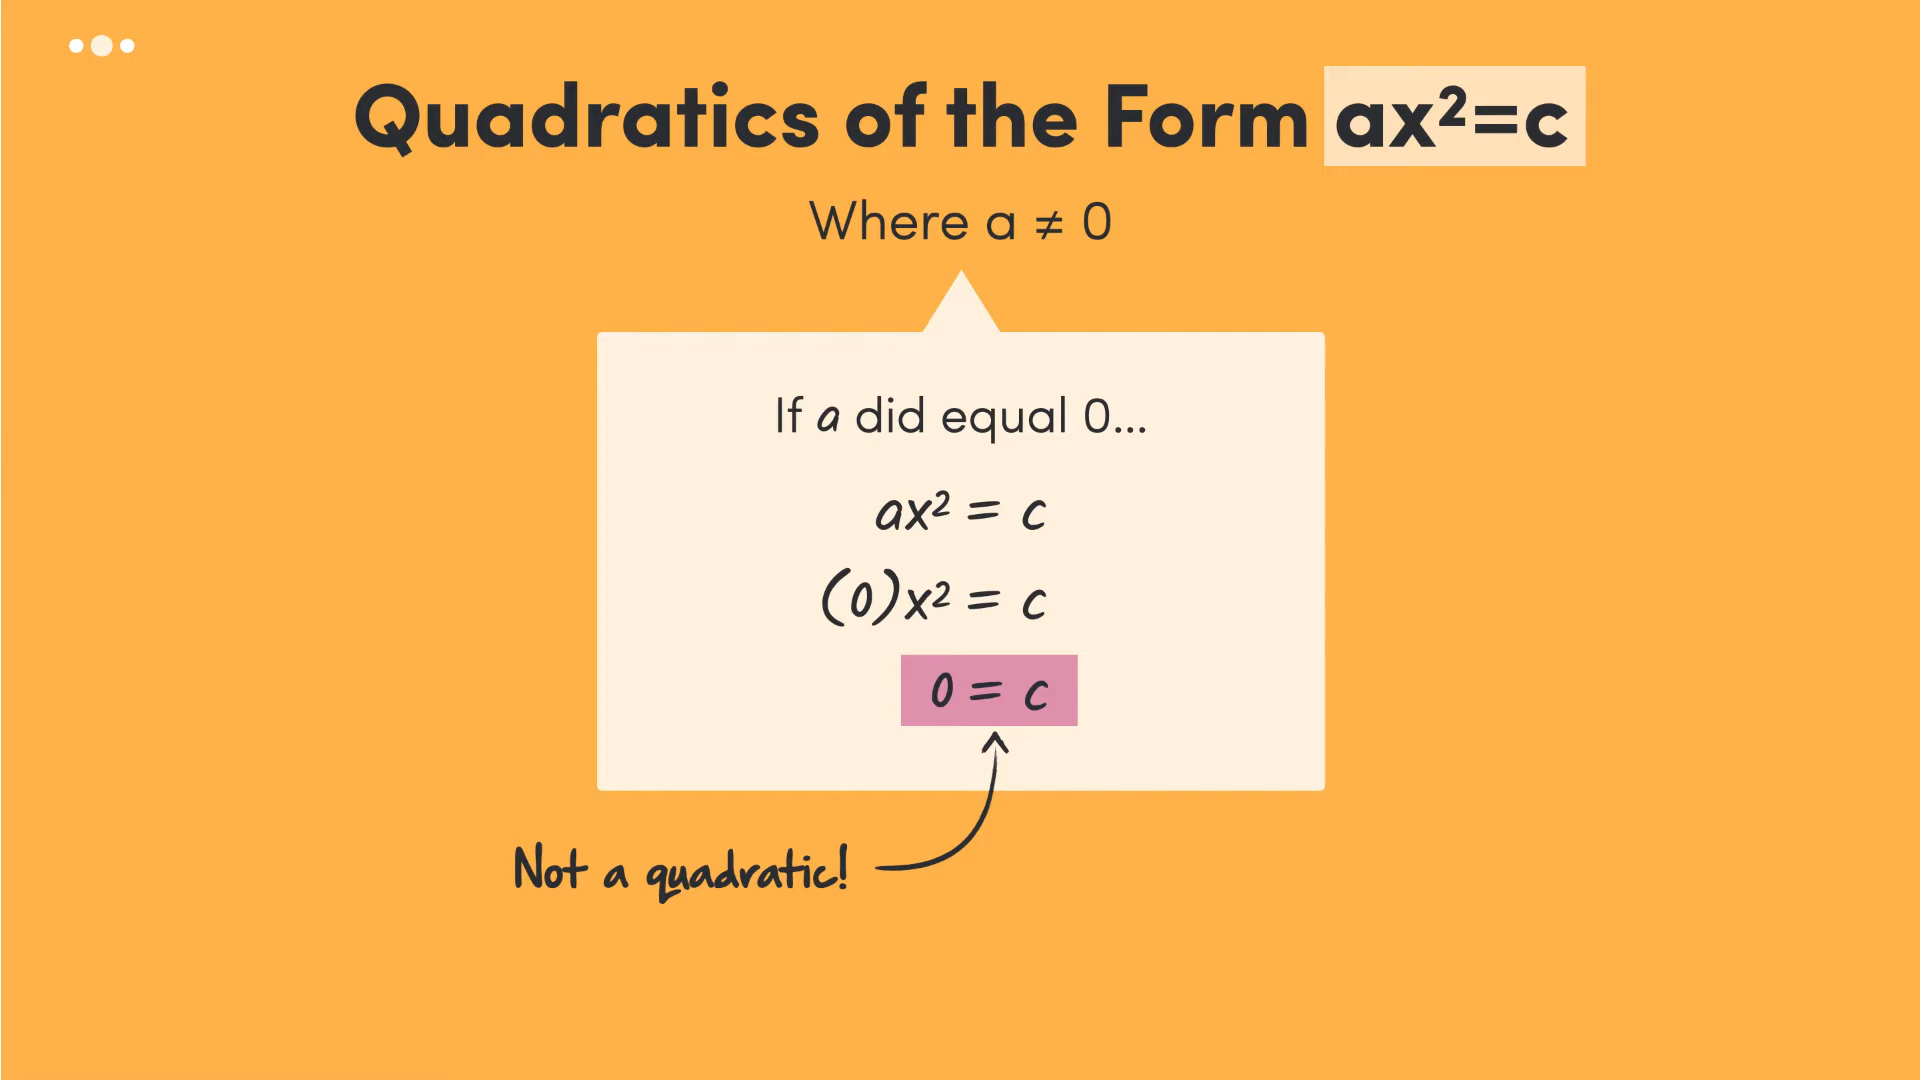 Quadratics of the Form ax²=c
Where a ≠ 0
If a did equal 0...
ax² = c
(0)x² = c
0 = c
Not a quadratic!